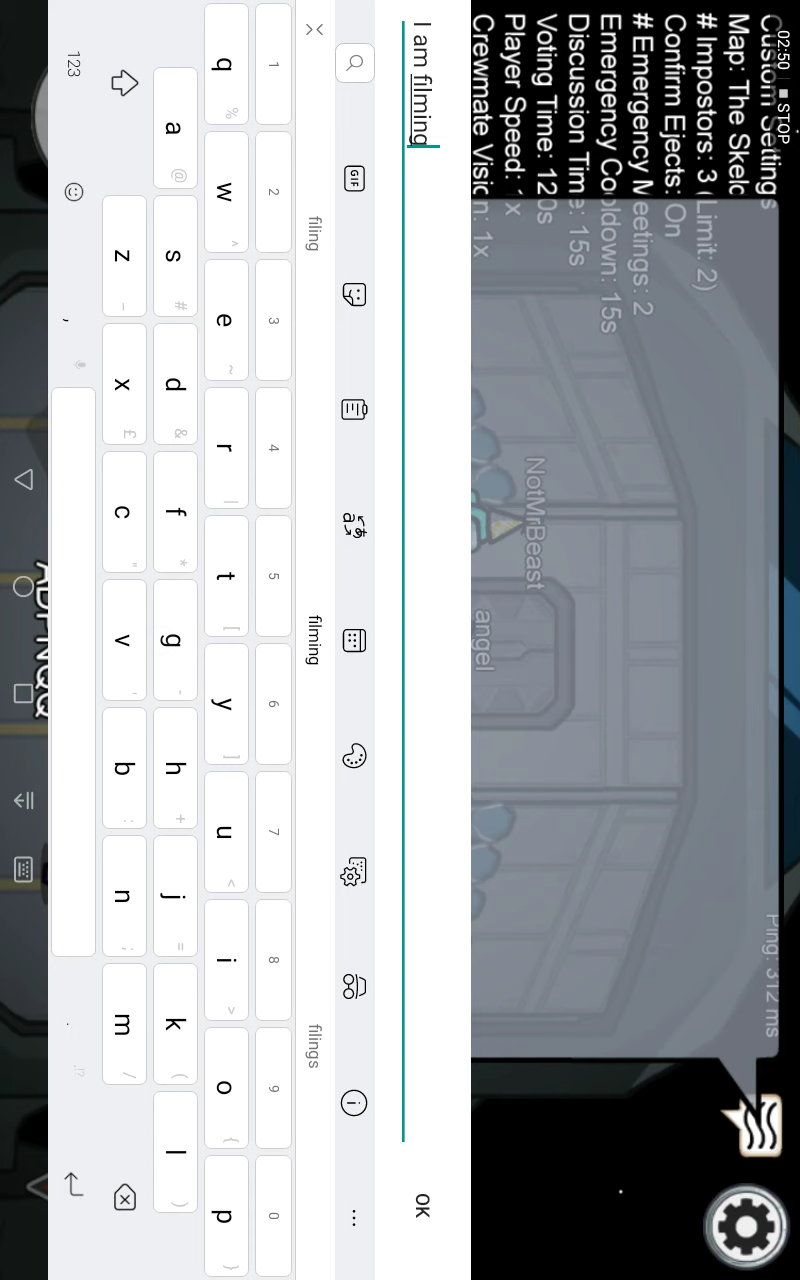 02:50 STOP
Custom Settings
Map: The Skeld
# Impostors: 3 (Limit: 2)
Confirm Ejects: On
# Emergency Meetings: 2
Emergency Cooldown: 15s
Discussion Time: 15s
Voting Time: 120s
Player Speed: 1x
Crewmate Vision: 1x
Ping: 312 ms
NotMrBeast
angel
I am filming
OK
GIF
filing filming filings
1 2 3 4 5 6 7 8 9 0
q % w ^ e ~ r | t [ y ] u < i > o { p }
a @ s # d & f * g - h + j = k ( l )
z _ x £ c " v ' b : n ; m /
123 , . ,!?